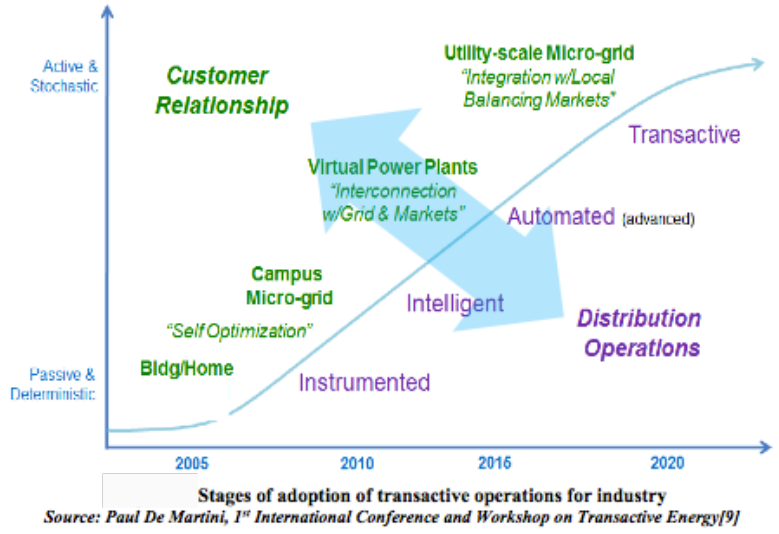 Active &
Stochastic
Customer
Relationship
Utility-scale Micro-grid
“Integration w/Local
Balancing Markets”
Transactive
Virtual Power Plants
“Interconnection
w/Grid & Markets”
Automated (advanced)
Campus
Micro-grid
Intelligent
“Self Optimization”
Distribution
Operations
Passive &
Deterministic
Bldg/Home
Instrumented
2005 2010 2015 2020
Stages of adoption of transactive operations for industry
Source: Paul De Martini, 1st International Conference and Workshop on Transactive Energy[9]